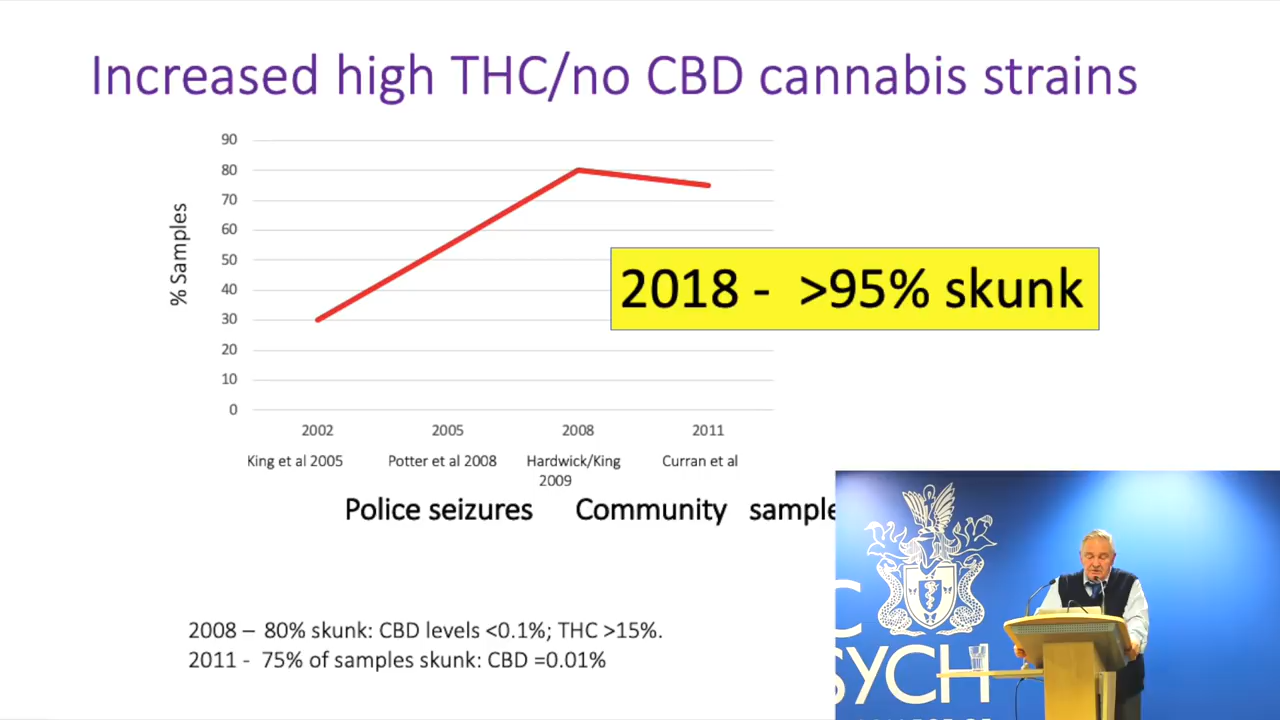 Increased high THC/no CBD cannabis strains
90
80
70
60
50
40
30
20
10
0
% Samples
2018 - >95% skunk
2002 2005 2008 2011
King et al 2005 Potter et al 2008 Hardwick/King Curran et al
2009
Police seizures Community sample
2008 – 80% skunk: CBD levels <0.1%; THC >15%.
2011 - 75% of samples skunk: CBD =0.01%
C
SYCH